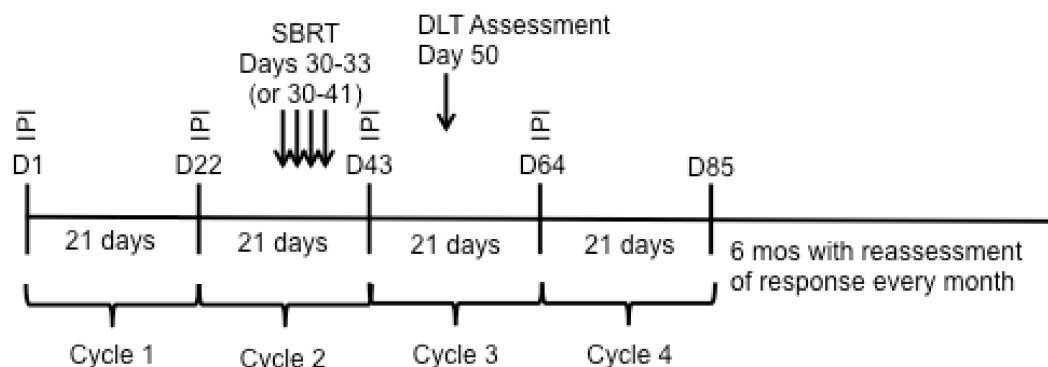 SBRT
Days 30-33
(or 30-41)
DLT Assessment
Day 50
IPI
IPI
IPI
IPI
D1
D22
D43
D64
D85
21 days
21 days
21 days
21 days
6 mos with reassessment
of response every month
Cycle 1
Cycle 2
Cycle 3
Cycle 4